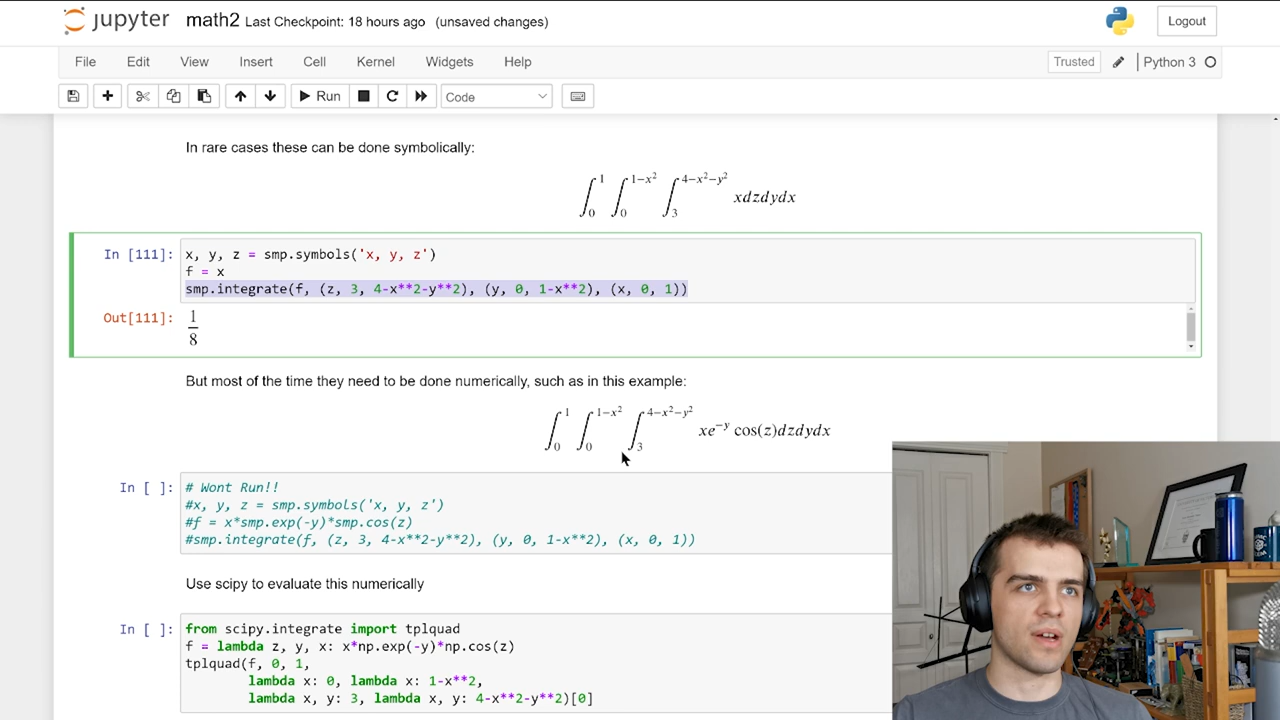 jupyter math2 Last Checkpoint: 18 hours ago (unsaved changes)
Logout
File Edit View Insert Cell Kernel Widgets Help
Trusted Python 3
Run Code
In rare cases these can be done symbolically:
∫₀¹ ∫₀^{1−x²} ∫₃^{4−x²−y²} xdzdydx
In [111]: x, y, z = smp.symbols('x, y, z')
f = x
smp.integrate(f, (z, 3, 4-x**2-y**2), (y, 0, 1-x**2), (x, 0, 1))
Out[111]: 1/8
But most of the time they need to be done numerically, such as in this example:
∫₀¹ ∫₀^{1−x²} ∫₃^{4−x²−y²} xe^{−y} cos(z)dzdydx
In [ ]: # Wont Run!!
#x, y, z = smp.symbols('x, y, z')
#f = x*smp.exp(-y)*smp.cos(z)
#smp.integrate(f, (z, 3, 4-x**2-y**2), (y, 0, 1-x**2), (x, 0, 1))
Use scipy to evaluate this numerically
In [ ]: from scipy.integrate import tplquad
f = lambda z, y, x: x*np.exp(-y)*np.cos(z)
tplquad(f, 0, 1,
lambda x: 0, lambda x: 1-x**2,
lambda x, y: 3, lambda x, y: 4-x**2-y**2)[0]